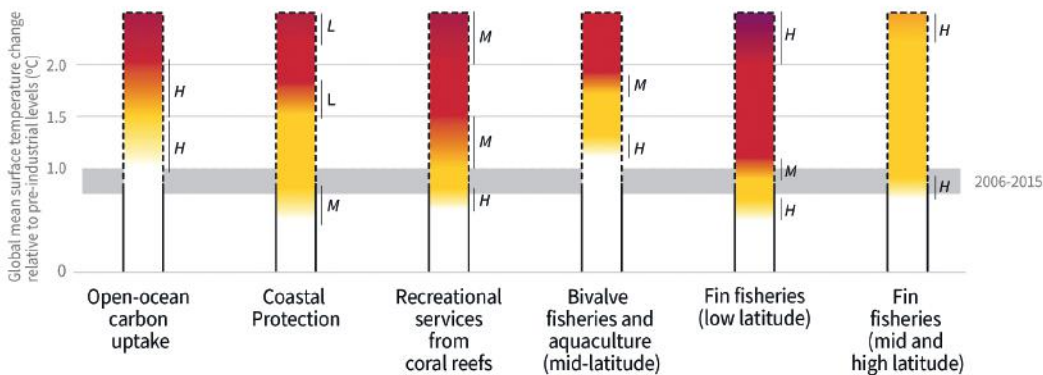 Global mean surface temperature change
relative to pre-industrial levels (°C)
2.0
1.5
1.0
0
H
H
L
L
M
M
M
H
M
H
H
M
H
H
H
2006-2015
Open-ocean
carbon
uptake
Coastal
Protection
Recreational
services
from
coral reefs
Bivalve
fisheries and
aquaculture
(mid-latitude)
Fin fisheries
(low latitude)
Fin
fisheries
(mid and
high latitude)